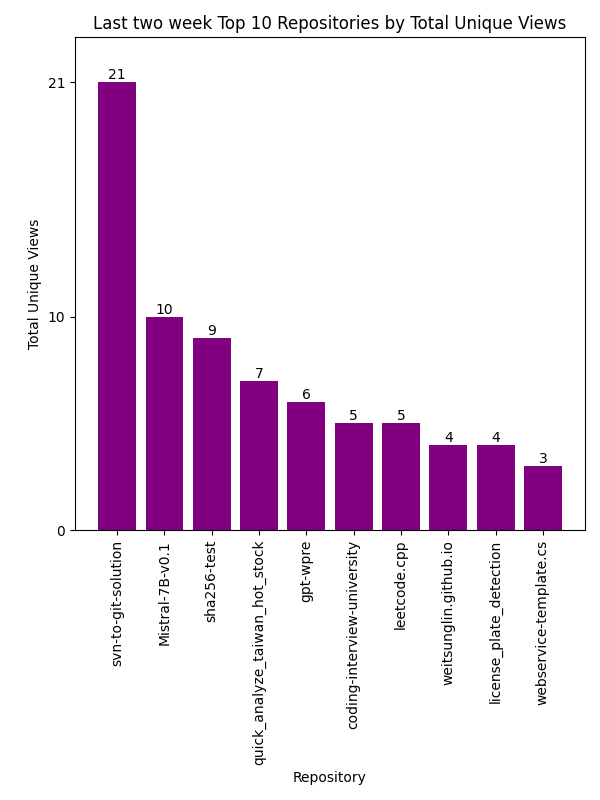 Last two week Top 10 Repositories by Total Unique Views
Total Unique Views
21
10
0
21
10
9
7
6
5
5
4
4
3
svn-to-git-solution
Mistral-7B-v0.1
sha256-test
quick_analyze_taiwan_hot_stock
gpt-wpre
coding-interview-university
leetcode.cpp
weitsunglin.github.io
license_plate_detection
webservice-template.cs
Repository